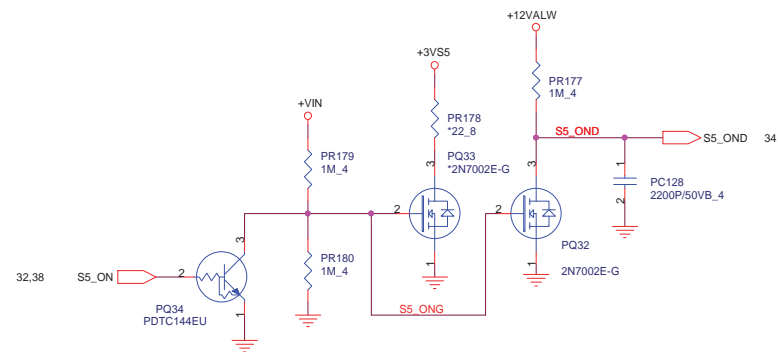 +12VALW
+3VS5
PR177
1M_4
+VIN
PR178
*22_8
S5_OND
S5_OND 34
3
3
1
PR179
1M_4
PQ33
*2N7002E-G
PC128
2200P/50VB_4
2
2
2
PQ32
3
1
1
2N7002E-G
PR180
1M_4
32,38 S5_ON
2
S5_ONG
1
PQ34
PDTC144EU